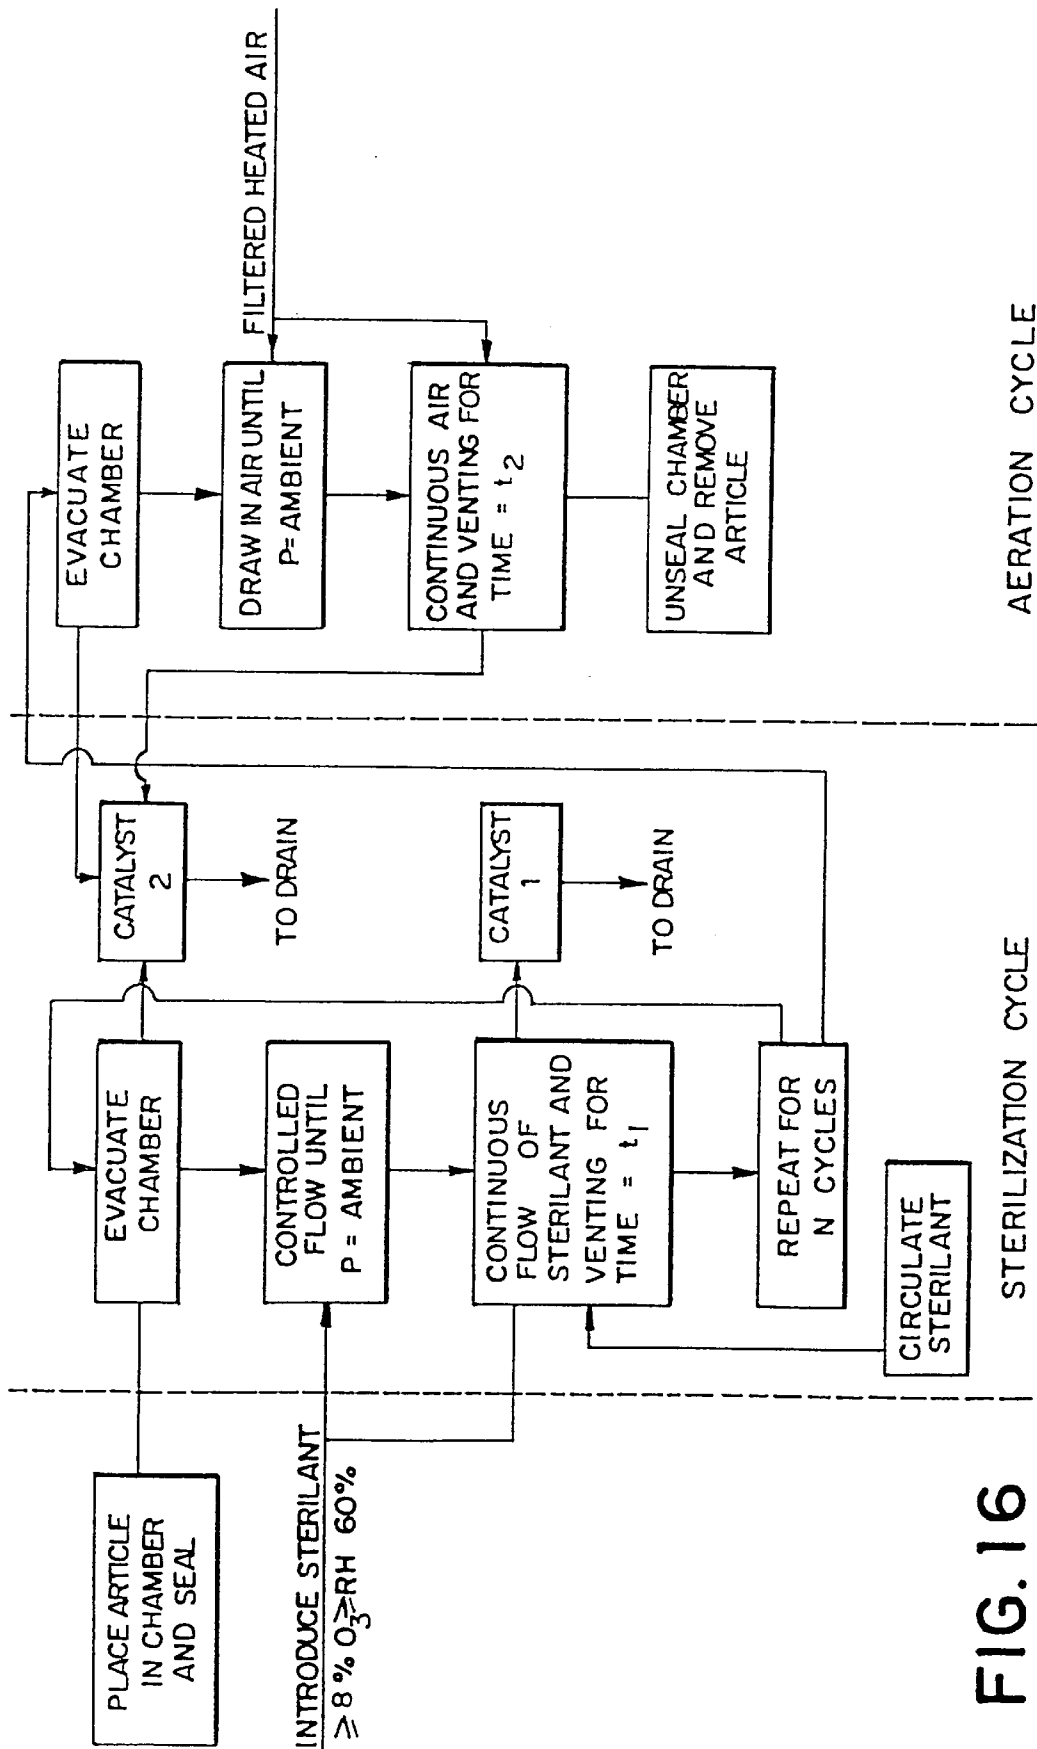 PLACE ARTICLE
IN CHAMBER
AND SEAL
INTRODUCE STERILANT
≥8% O3≥RH 60%
EVACUATE
CHAMBER
CONTROLLED
FLOW UNTIL
P = AMBIENT
CONTINUOUS
FLOW OF
STERILANT AND
VENTING FOR
TIME = t1
REPEAT FOR
N CYCLES
CIRCULATE
STERILANT
CATALYST
2
TO DRAIN
CATALYST
1
TO DRAIN
STERILIZATION CYCLE
EVACUATE
CHAMBER
DRAW IN AIR UNTIL
P=AMBIENT
CONTINUOUS AIR
AND VENTING FOR
TIME = t2
UNSEAL CHAMBER
AND REMOVE
ARTICLE
FILTERED HEATED AIR
AERATION CYCLE
FIG. 16